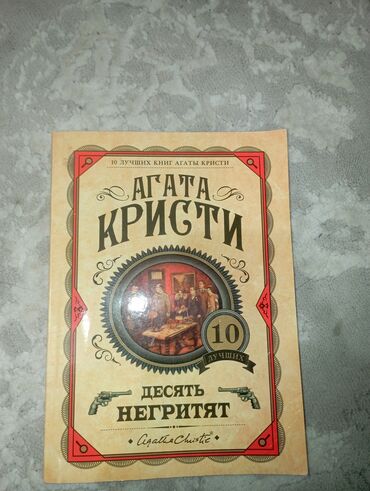 10 ЛУЧШИХ КНИГ АГАТЫ КРИСТИ
АГАТА
КРИСТИ
10
ЛУЧШИХ
ДЕСЯТЬ
НЕГРИТЯТ
Agatha Christie